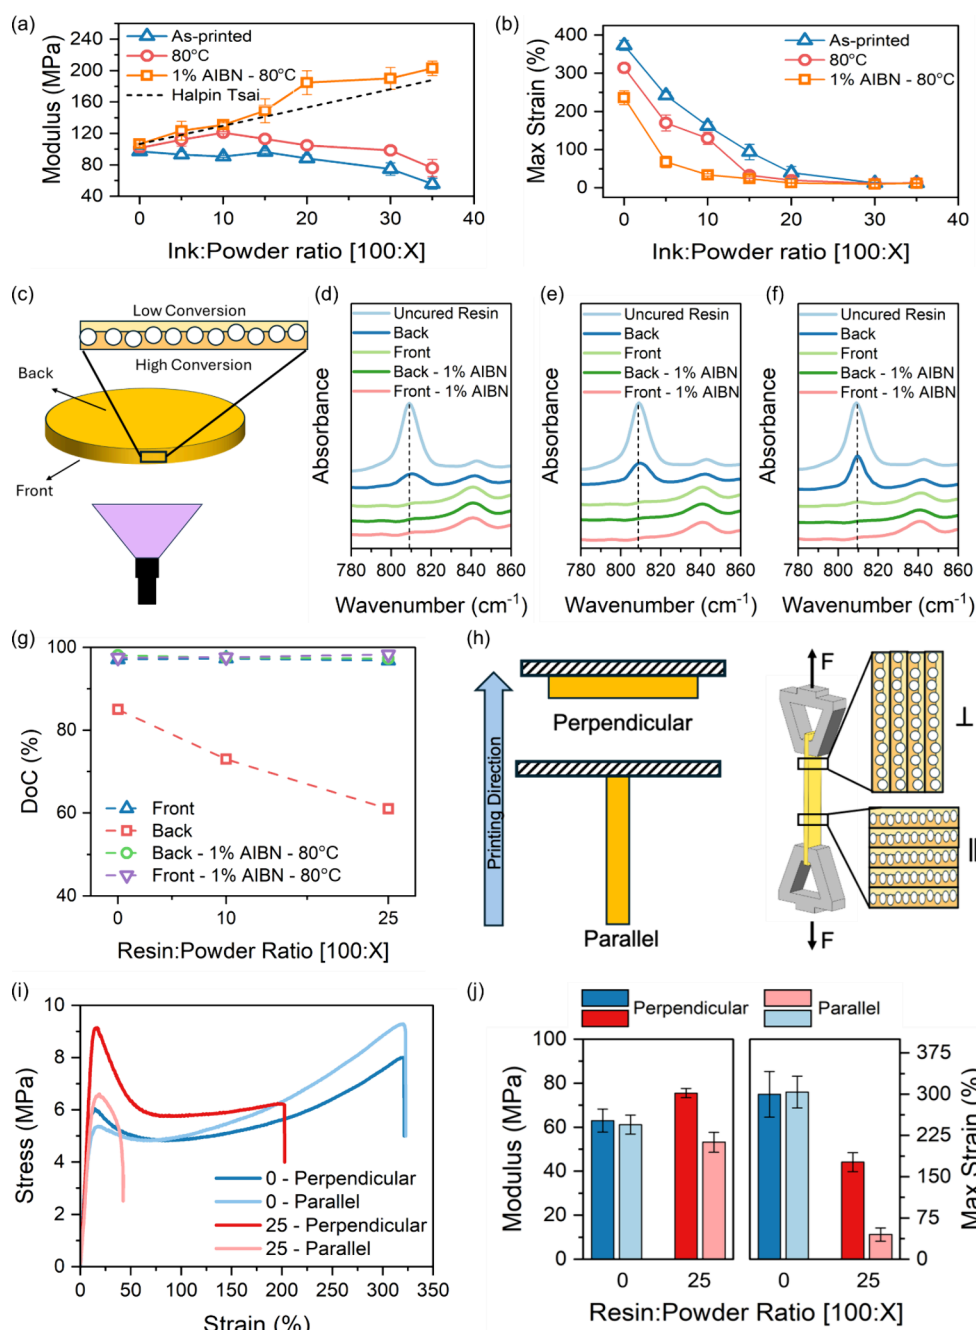 (a)
Modulus (MPa)
240
200
160
120
80
40
As-printed
80°C
1% AIBN - 80°C
Halpin Tsai
0
10
20
30
40
Ink:Powder ratio [100:X]
(b)
Max Strain (%)
400
300
200
100
0
As-printed
80°C
1% AIBN - 80°C
0
10
20
30
40
Ink:Powder ratio [100:X]
(c)
Low Conversion
High Conversion
Back
Front
(d)
Absorbance
Uncured Resin
Back
Front
Back - 1% AIBN
Front - 1% AIBN
780
800
820
840
860
Wavenumber (cm⁻¹)
(e)
Absorbance
Uncured Resin
Back
Front
Back - 1% AIBN
Front - 1% AIBN
780
800
820
840
860
Wavenumber (cm⁻¹)
(f)
Absorbance
Uncured Resin
Back
Front
Back - 1% AIBN
Front - 1% AIBN
780
800
820
840
860
Wavenumber (cm⁻¹)
(g)
DoC (%)
100
80
60
40
Front
Back
Back - 1% AIBN - 80°C
Front - 1% AIBN - 80°C
0
10
25
Resin:Powder Ratio [100:X]
(h)
Printing Direction
Perpendicular
Parallel
F
⊥
||
F
(i)
Stress (MPa)
10
8
6
4
2
0
0 - Perpendicular
0 - Parallel
25 - Perpendicular
25 - Parallel
0
50
100
150
200
250
300
350
Strain (%)
(j)
Perpendicular
Parallel
Modulus (MPa)
100
80
60
40
20
0
0
25
0
25
375
300
225
150
75
0
Max Strain (%)
Resin:Powder Ratio [100:X]